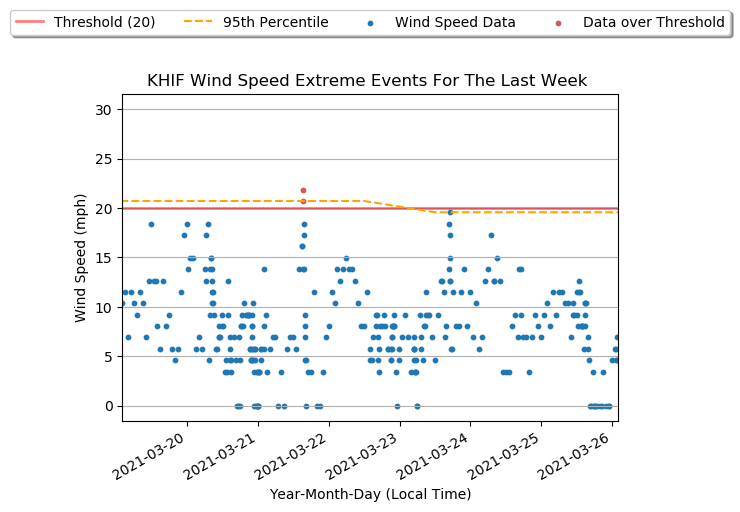 Threshold (20) 95th Percentile Wind Speed Data Data over Threshold
KHIF Wind Speed Extreme Events For The Last Week
Wind Speed (mph)
30
25
20
15
10
5
0
2021-03-20 2021-03-21 2021-03-22 2021-03-23 2021-03-24 2021-03-25 2021-03-26
Year-Month-Day (Local Time)